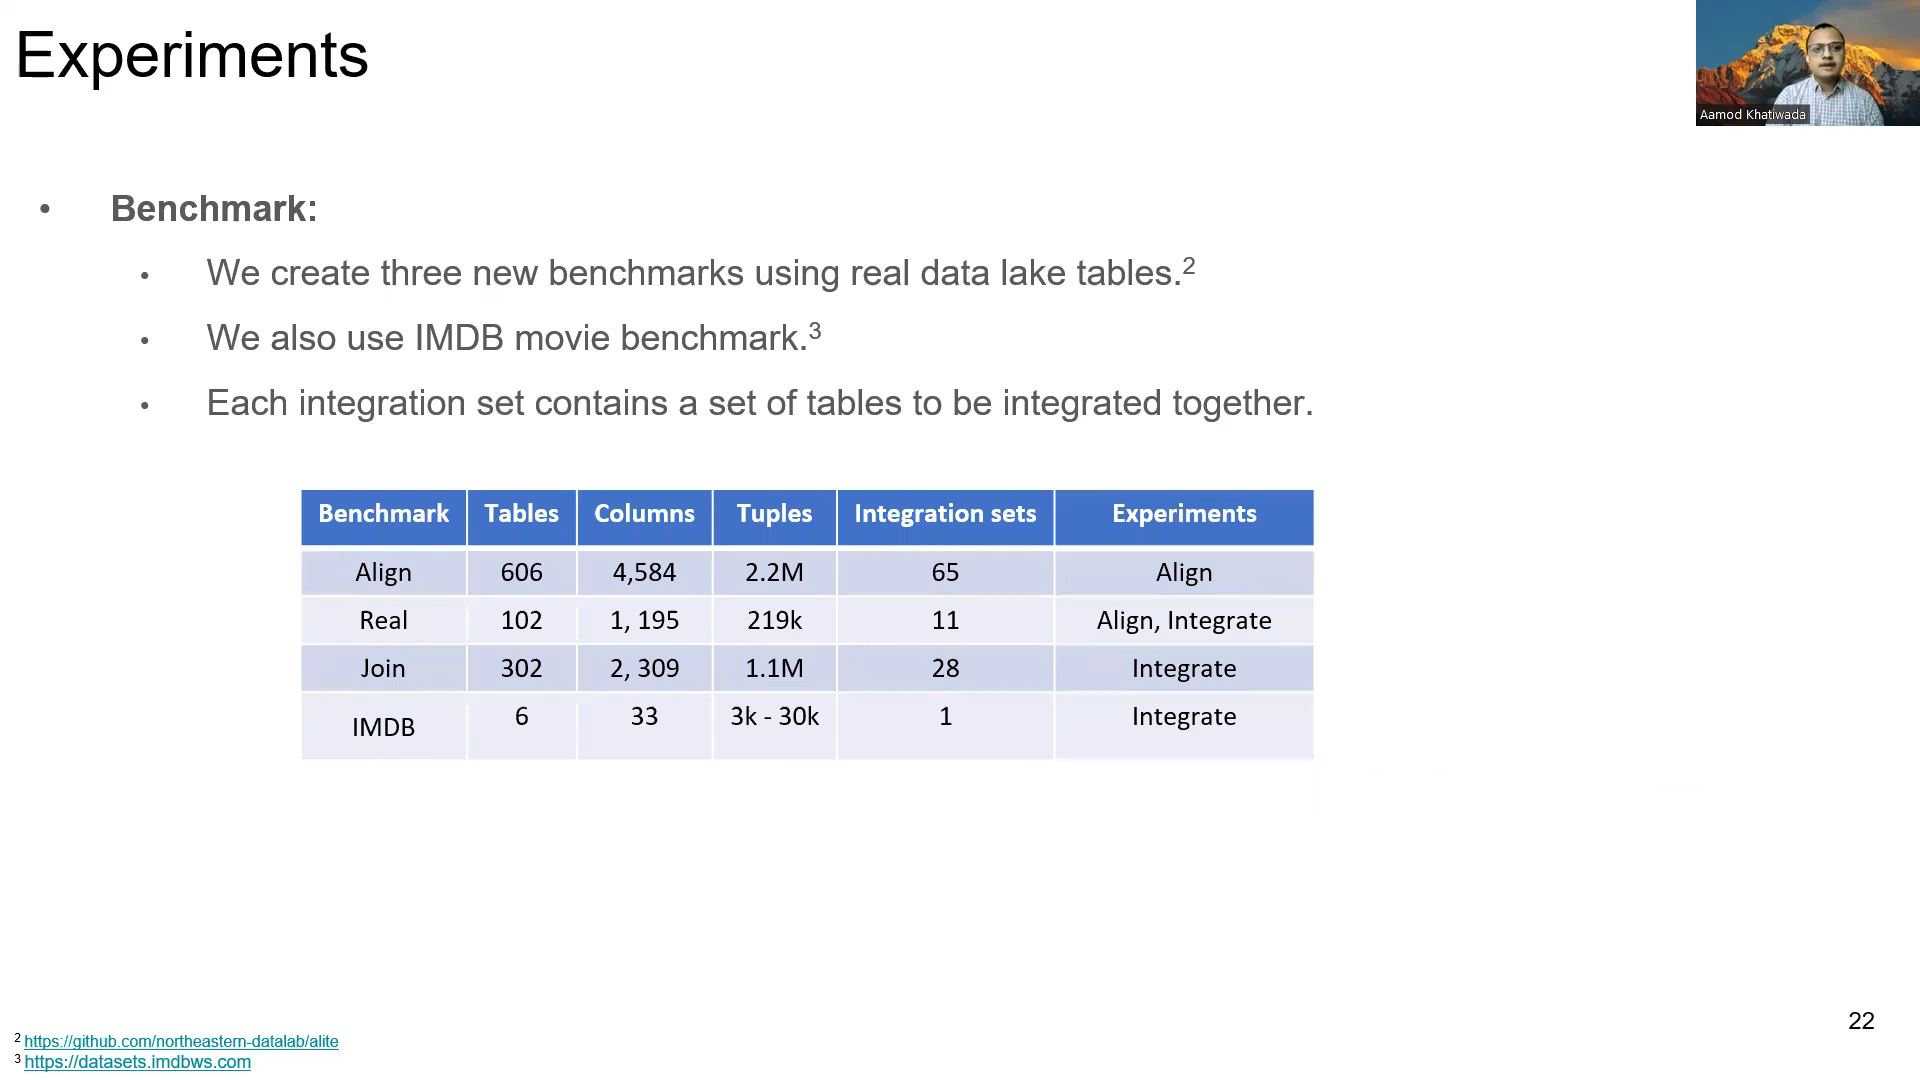 Experiments
Aamod Khatiwada
• Benchmark:
• We create three new benchmarks using real data lake tables.2
• We also use IMDB movie benchmark.3
• Each integration set contains a set of tables to be integrated together.
Benchmark Tables Columns Tuples Integration sets Experiments
Align 606 4,584 2.2M 65 Align
Real 102 1, 195 219k 11 Align, Integrate
Join 302 2, 309 1.1M 28 Integrate
IMDB 6 33 3k - 30k 1 Integrate
22
2 https://github.com/northeastern-datalab/alite
3 https://datasets.imdbws.com